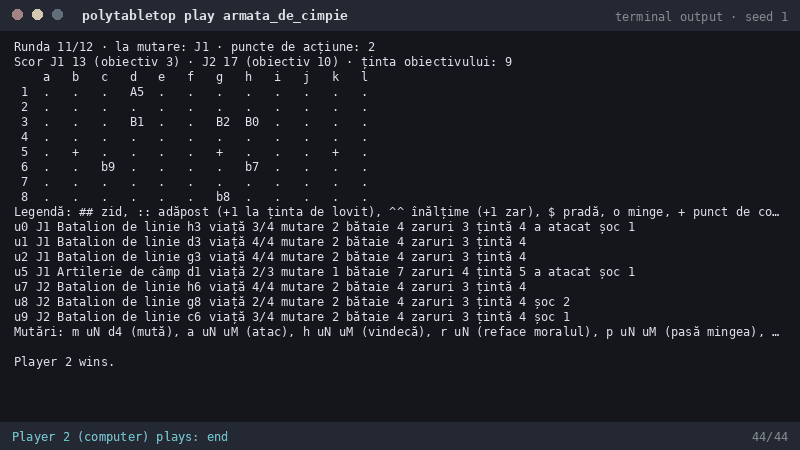 polytabletop play armata_de_cimpie
terminal output · seed 1
Runda 11/12 · la mutare: J1 · puncte de acțiune: 2
Scor J1 13 (obiectiv 3) · J2 17 (obiectiv 10) · ținta obiectivului: 9
a b c d e f g h i j k l
1 . . . A5 . . . . . . . .
2 . . . . . . . . . . . .
3 . . . B1 . . B2 B0 . . . .
4 . . . . . . . . . . . .
5 . + . . . . + . . . + .
6 . . b9 . . . . b7 . . . .
7 . . . . . . . . . . . .
8 . . . . . . b8 . . . . .
Legendă: ## zid, :: adăpost (+1 la ținta de lovit), ^^ înălțime (+1 zar), $ pradă, o minge, + punct de co…
u0 J1 Batalion de linie h3 viață 3/4 mutare 2 bătaie 4 zaruri 3 țintă 4 a atacat șoc 1
u1 J1 Batalion de linie d3 viață 4/4 mutare 2 bătaie 4 zaruri 3 țintă 4
u2 J1 Batalion de linie g3 viață 4/4 mutare 2 bătaie 4 zaruri 3 țintă 4
u5 J1 Artilerie de câmp d1 viață 2/3 mutare 1 bătaie 7 zaruri 4 țintă 5 a atacat șoc 1
u7 J2 Batalion de linie h6 viață 4/4 mutare 2 bătaie 4 zaruri 3 țintă 4
u8 J2 Batalion de linie g8 viață 2/4 mutare 2 bătaie 4 zaruri 3 țintă 4 șoc 2
u9 J2 Batalion de linie c6 viață 3/4 mutare 2 bătaie 4 zaruri 3 țintă 4 șoc 1
Mutări: m uN d4 (mută), a uN uM (atac), h uN uM (vindecă), r uN (reface moralul), p uN uM (pasă mingea), …
Player 2 wins.
Player 2 (computer) plays: end
44/44